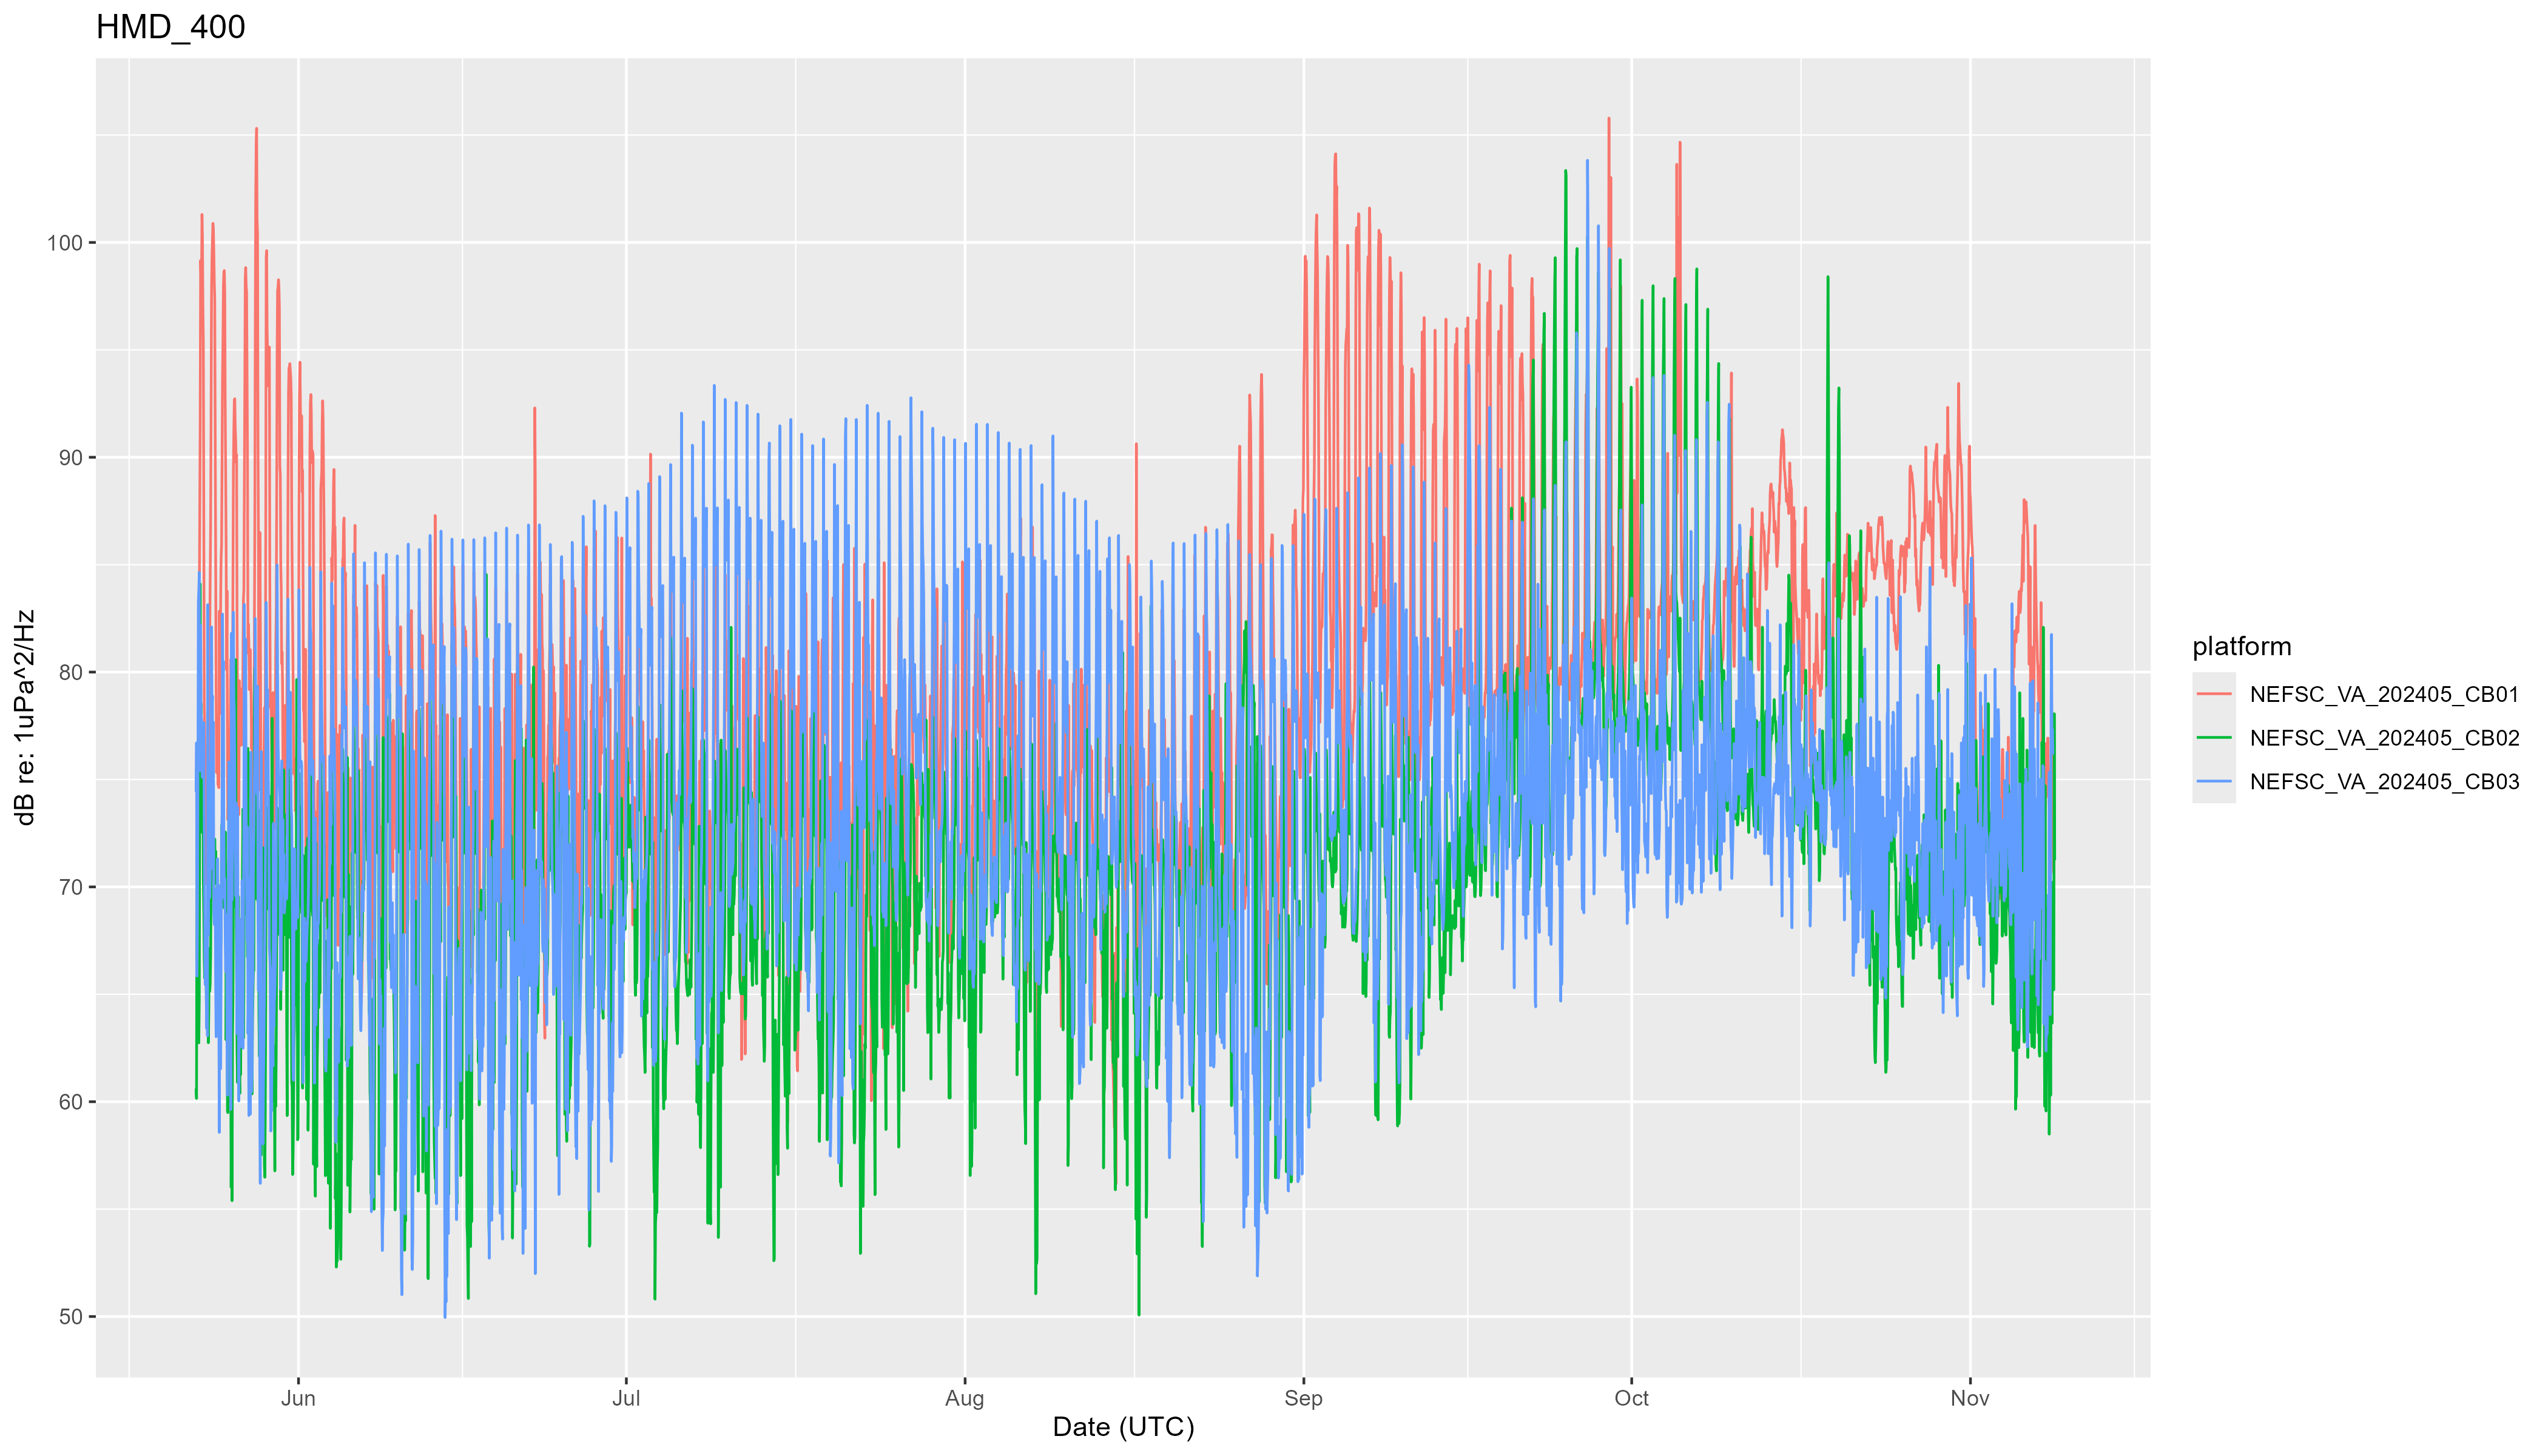 HMD_400
100
90
80
70
60
50
dB re: 1uPa^2/Hz
Jun
Jul
Aug
Sep
Oct
Nov
Date (UTC)
platform
NEFSC_VA_202405_CB01
NEFSC_VA_202405_CB02
NEFSC_VA_202405_CB03